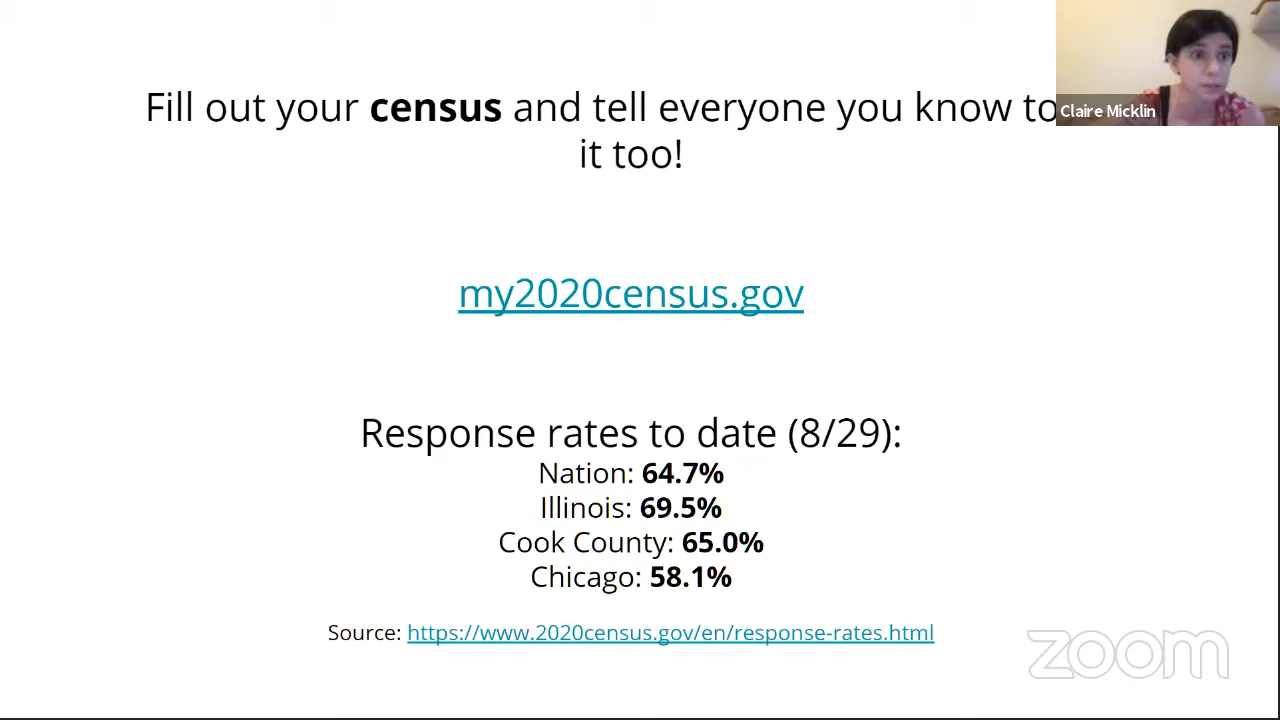 Fill out your census and tell everyone you know to
it too!
Claire Micklin
my2020census.gov
Response rates to date (8/29):
Nation: 64.7%
Illinois: 69.5%
Cook County: 65.0%
Chicago: 58.1%
Source: https://www.2020census.gov/en/response-rates.html
zoom